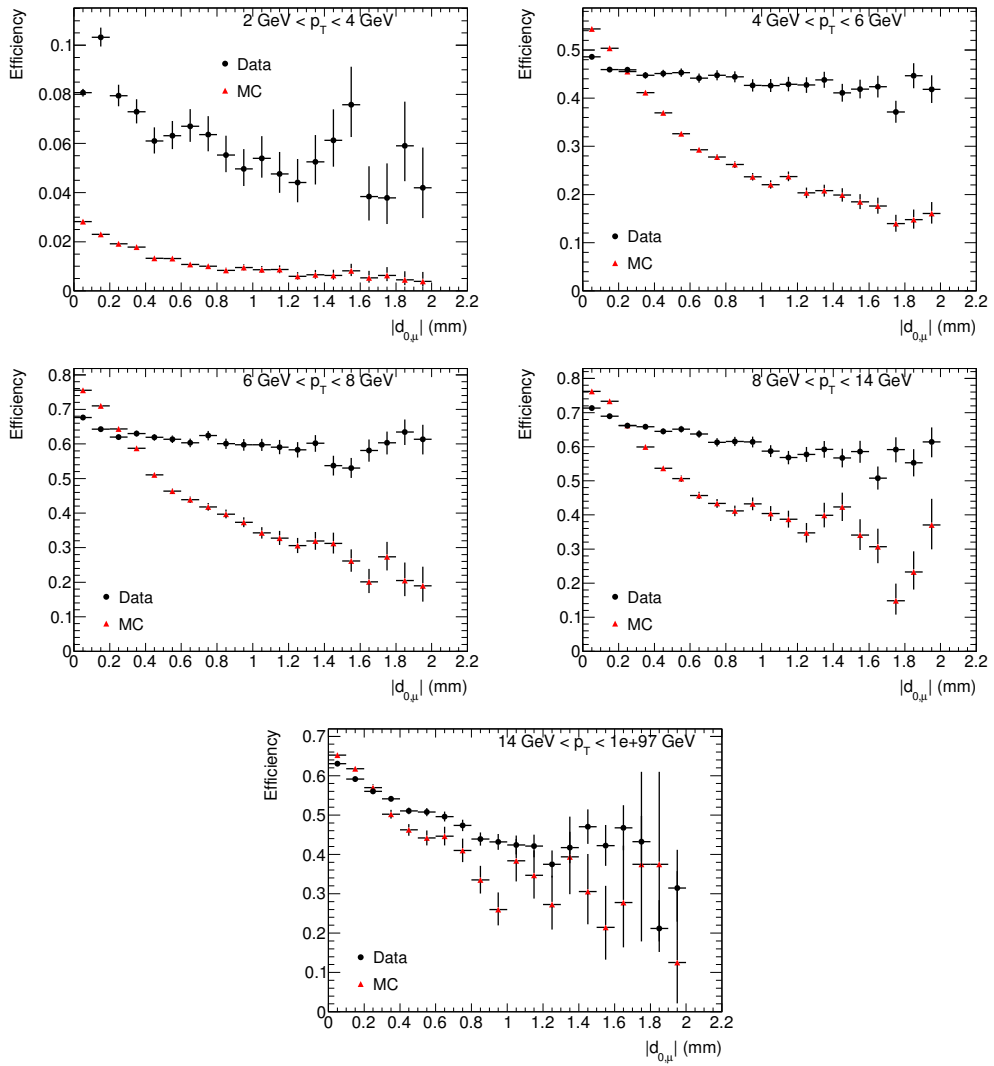 2 GeV < p_T < 4 GeV
Efficiency
0.1
0.08
0.06
0.04
0.02
0
Data
MC
0 0.2 0.4 0.6 0.8 1 1.2 1.4 1.6 1.8 2 2.2
|d_{0,μ}| (mm)
4 GeV < p_T < 6 GeV
Efficiency
0.5
0.4
0.3
0.2
0.1
0
Data
MC
0 0.2 0.4 0.6 0.8 1 1.2 1.4 1.6 1.8 2 2.2
|d_{0,μ}| (mm)
6 GeV < p_T < 8 GeV
Efficiency
0.8
0.7
0.6
0.5
0.4
0.3
0.2
0.1
0
Data
MC
0 0.2 0.4 0.6 0.8 1 1.2 1.4 1.6 1.8 2 2.2
|d_{0,μ}| (mm)
8 GeV < p_T < 14 GeV
Efficiency
0.8
0.7
0.6
0.5
0.4
0.3
0.2
0.1
0
Data
MC
0 0.2 0.4 0.6 0.8 1 1.2 1.4 1.6 1.8 2 2.2
|d_{0,μ}| (mm)
14 GeV < p_T < 1e+97 GeV
Efficiency
0.7
0.6
0.5
0.4
0.3
0.2
0.1
0
Data
MC
0 0.2 0.4 0.6 0.8 1 1.2 1.4 1.6 1.8 2 2.2
|d_{0,μ}| (mm)